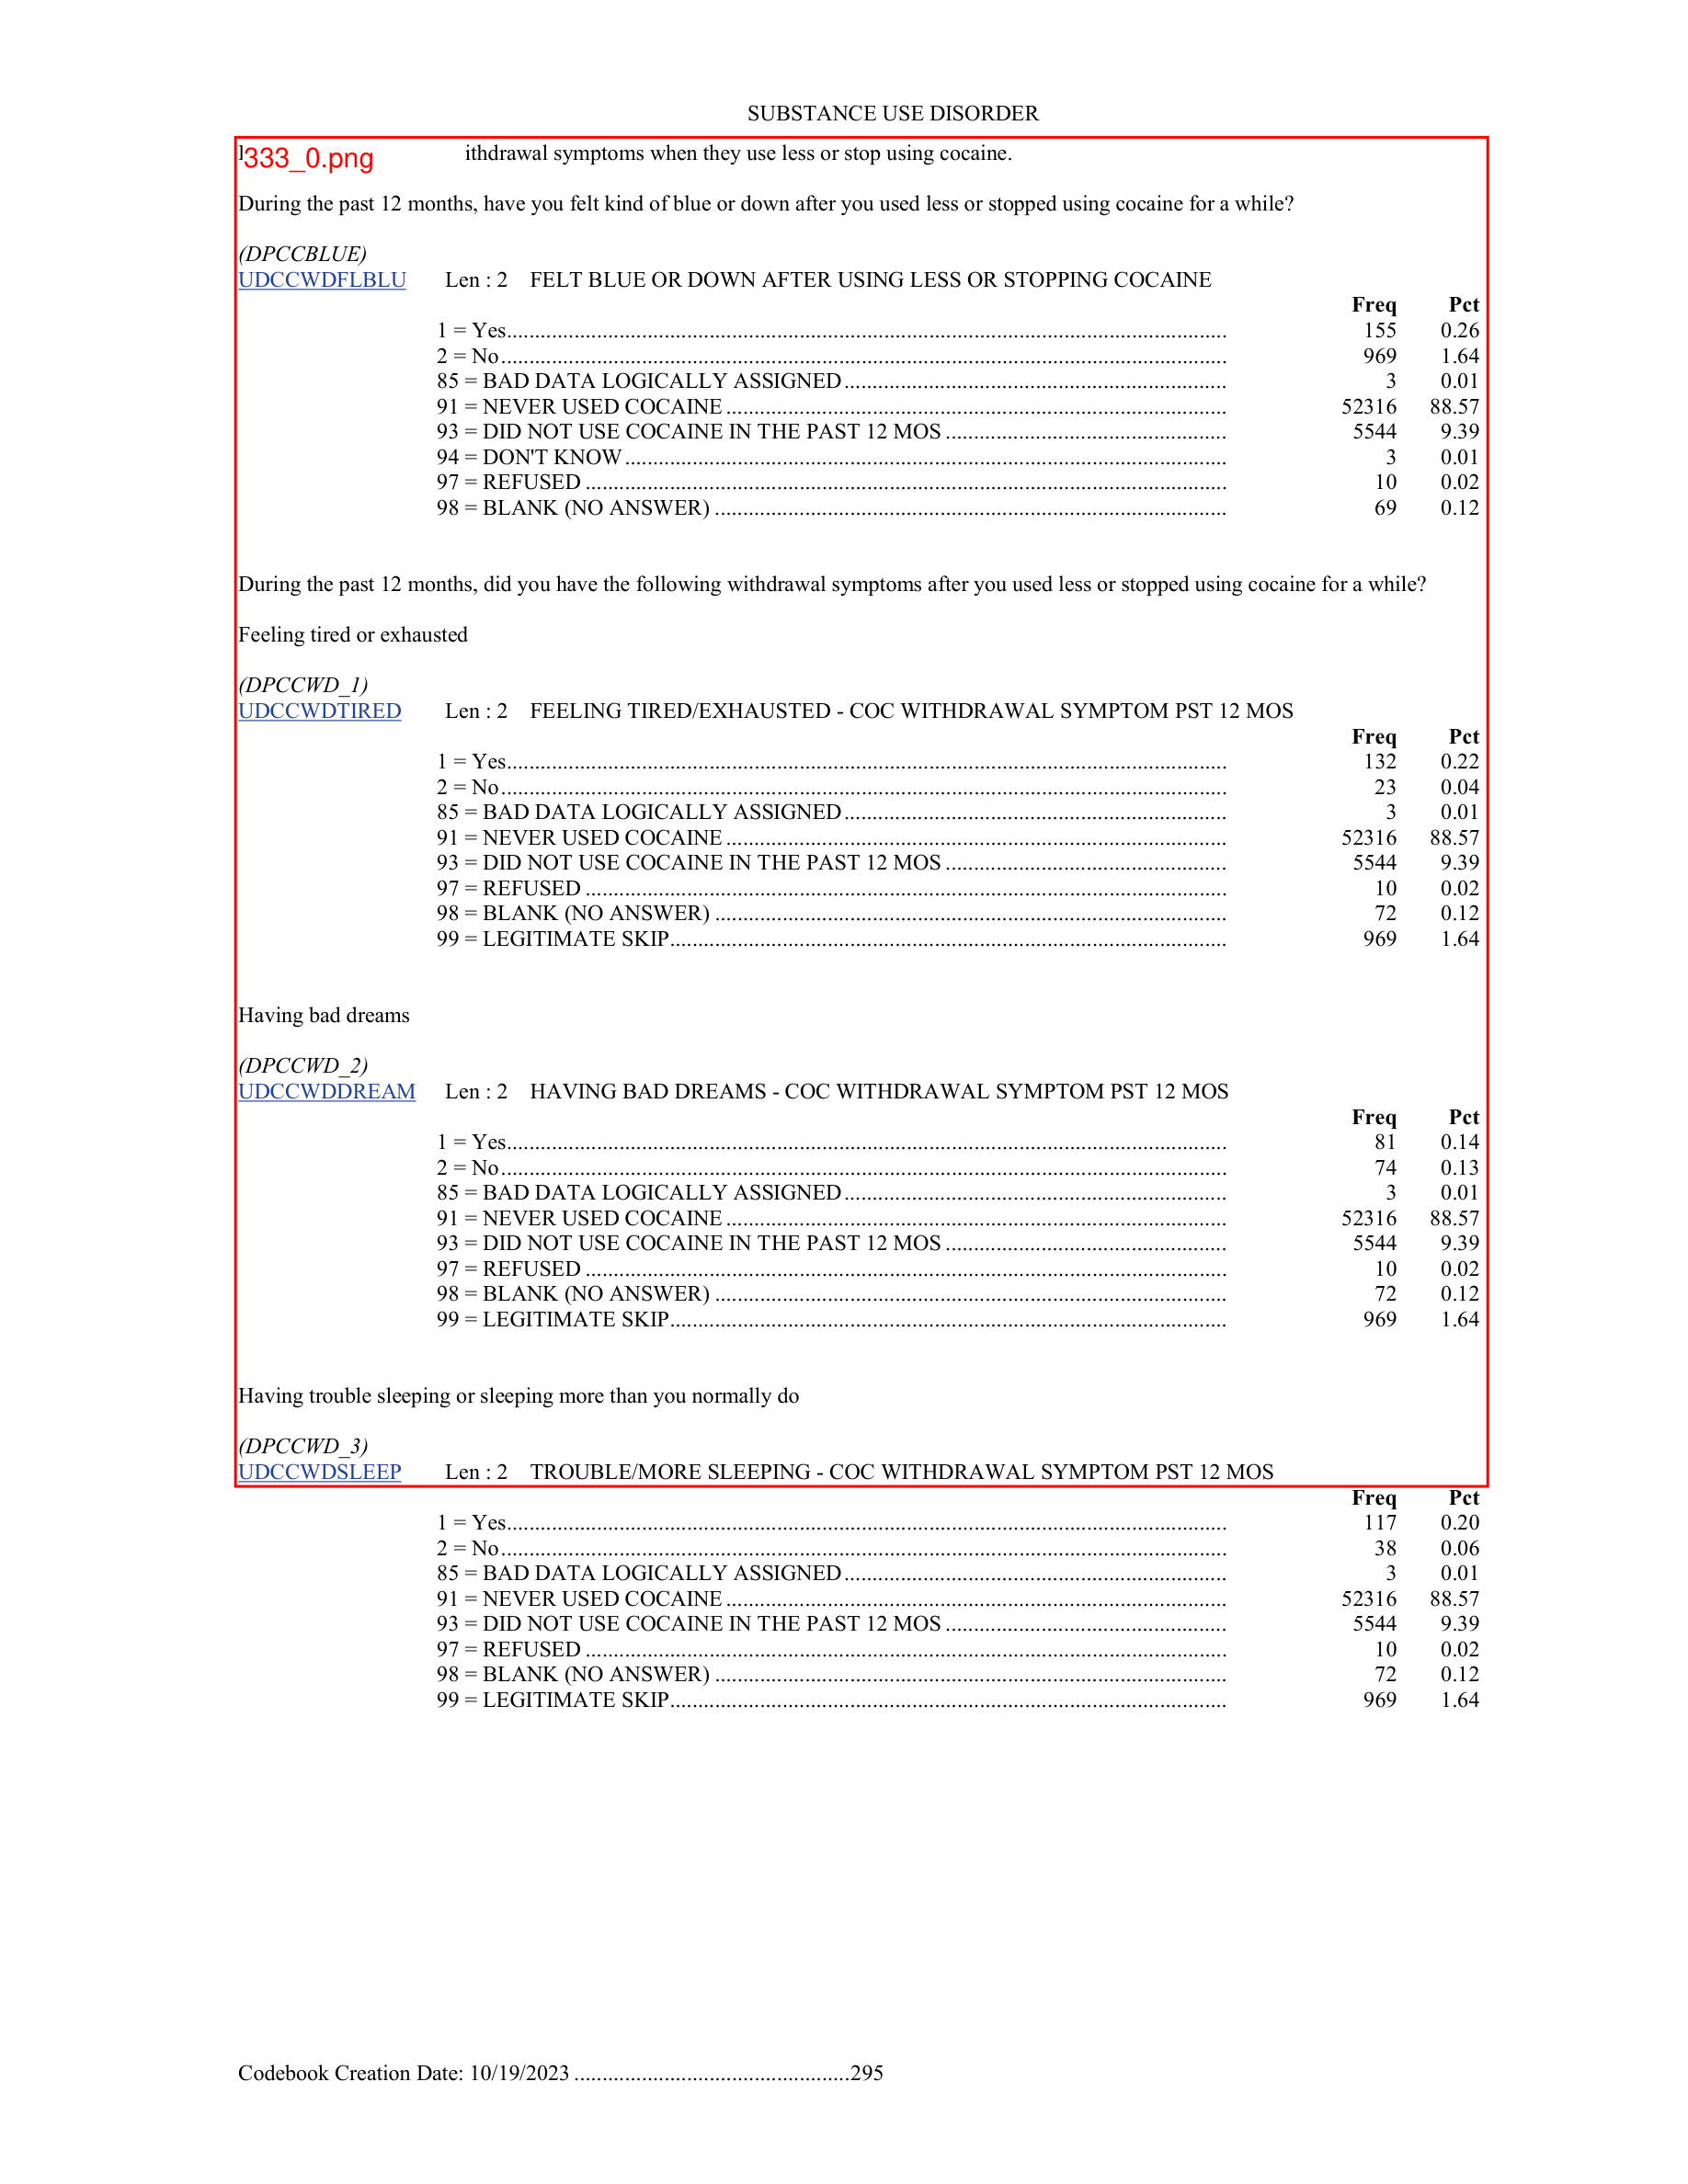 SUBSTANCE USE DISORDER
333_0.png ithdrawal symptoms when they use less or stop using cocaine.
During the past 12 months, have you felt kind of blue or down after you used less or stopped using cocaine for a while?
(DPCCBLUE)
UDCCWDFLBLU Len : 2 FELT BLUE OR DOWN AFTER USING LESS OR STOPPING COCAINE
Freq Pct
1 = Yes 155 0.26
2 = No 969 1.64
85 = BAD DATA LOGICALLY ASSIGNED 3 0.01
91 = NEVER USED COCAINE 52316 88.57
93 = DID NOT USE COCAINE IN THE PAST 12 MOS 5544 9.39
94 = DON'T KNOW 3 0.01
97 = REFUSED 10 0.02
98 = BLANK (NO ANSWER) 69 0.12
During the past 12 months, did you have the following withdrawal symptoms after you used less or stopped using cocaine for a while?
Feeling tired or exhausted
(DPCCWD_1)
UDCCWDTIRED Len : 2 FEELING TIRED/EXHAUSTED - COC WITHDRAWAL SYMPTOM PST 12 MOS
Freq Pct
1 = Yes 132 0.22
2 = No 23 0.04
85 = BAD DATA LOGICALLY ASSIGNED 3 0.01
91 = NEVER USED COCAINE 52316 88.57
93 = DID NOT USE COCAINE IN THE PAST 12 MOS 5544 9.39
97 = REFUSED 10 0.02
98 = BLANK (NO ANSWER) 72 0.12
99 = LEGITIMATE SKIP 969 1.64
Having bad dreams
(DPCCWD_2)
UDCCWDDREAM Len : 2 HAVING BAD DREAMS - COC WITHDRAWAL SYMPTOM PST 12 MOS
Freq Pct
1 = Yes 81 0.14
2 = No 74 0.13
85 = BAD DATA LOGICALLY ASSIGNED 3 0.01
91 = NEVER USED COCAINE 52316 88.57
93 = DID NOT USE COCAINE IN THE PAST 12 MOS 5544 9.39
97 = REFUSED 10 0.02
98 = BLANK (NO ANSWER) 72 0.12
99 = LEGITIMATE SKIP 969 1.64
Having trouble sleeping or sleeping more than you normally do
(DPCCWD_3)
UDCCWDSLEEP Len : 2 TROUBLE/MORE SLEEPING - COC WITHDRAWAL SYMPTOM PST 12 MOS
Freq Pct
1 = Yes 117 0.20
2 = No 38 0.06
85 = BAD DATA LOGICALLY ASSIGNED 3 0.01
91 = NEVER USED COCAINE 52316 88.57
93 = DID NOT USE COCAINE IN THE PAST 12 MOS 5544 9.39
97 = REFUSED 10 0.02
98 = BLANK (NO ANSWER) 72 0.12
99 = LEGITIMATE SKIP 969 1.64
Codebook Creation Date: 10/19/2023 295